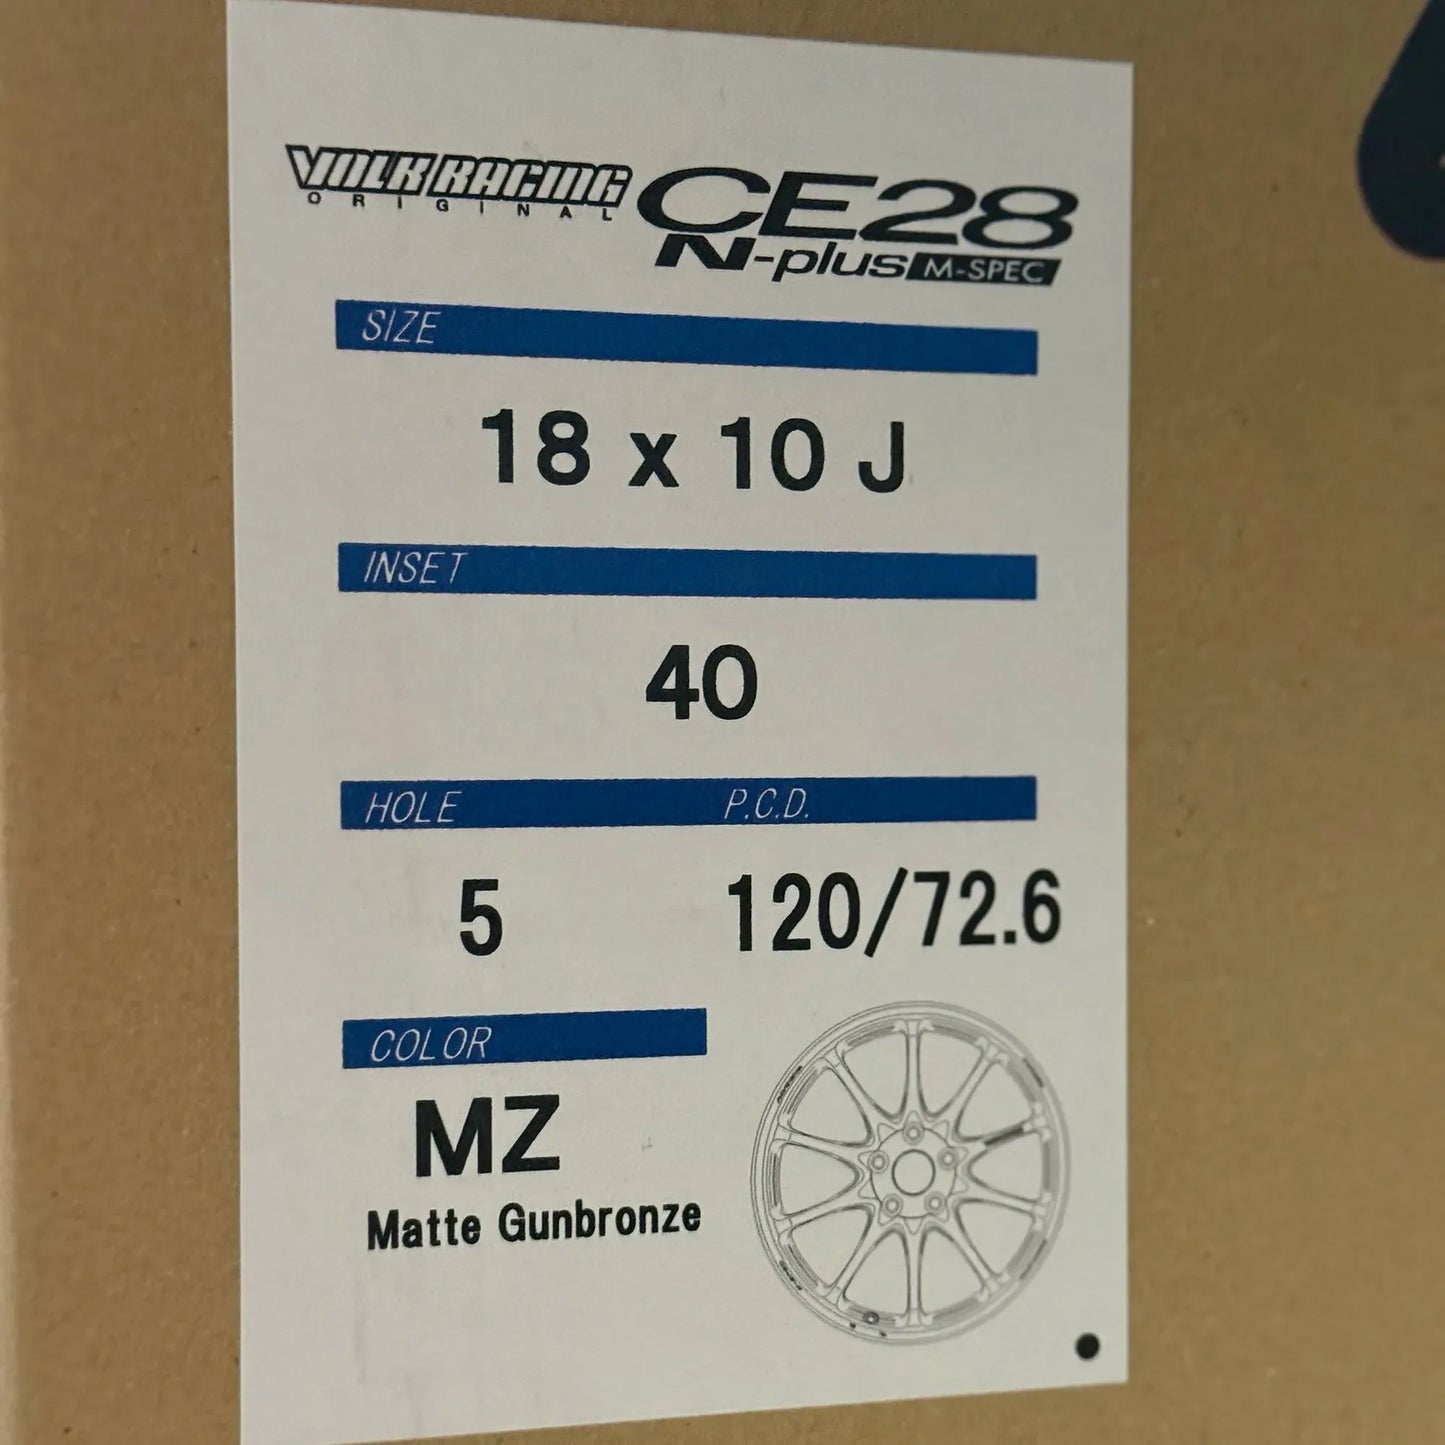 VOLK RACING
ORIGINAL
CE28
N-plus M-SPEC
SIZE
18 x 10 J
INSET
40
HOLE P.C.D.
5 120/72.6
COLOR
MZ
Matte Gunbronze